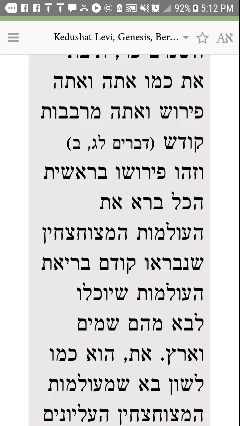 92% 5:12 PM
Kedushat Levi, Genesis, Ber...
את כמו אתה ואתה
פירוש ואתה מרבבות
קודש (דברים לג, ב)
וזהו פירושו בראשית
הכל ברא את
העולמות המצוחצחין
שנבראו קודם בריאת
העולמות שיוכלו
לבא מהם שמים
וארץ. את, הוא כמו
לשון בא שמעולמות
המצוחצחין העליונים